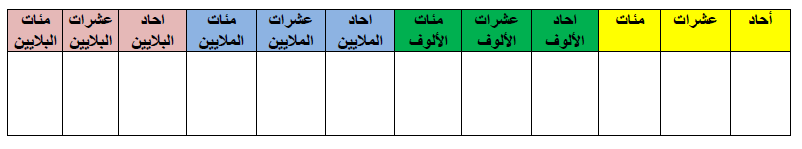 أحاد
عشرات
مئات
احاد
الألوف
عشرات
الألوف
مئات
الألوف
احاد
الملايين
عشرات
الملايين
مئات
الملايين
احاد
البلايين
عشرات
البلايين
مئات
البلايين